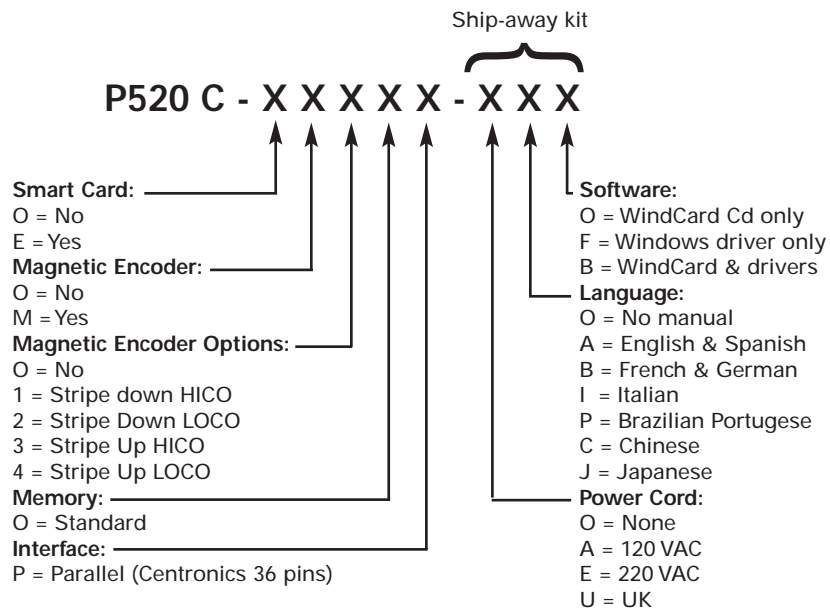 Ship-away kit
P520 C - X X X X X - X X X
Smart Card:
O = No
E = Yes
Magnetic Encoder:
O = No
M = Yes
Magnetic Encoder Options:
O = No
1 = Stripe down HICO
2 = Stripe Down LOCO
3 = Stripe Up HICO
4 = Stripe Up LOCO
Memory:
O = Standard
Interface:
P = Parallel (Centronics 36 pins)
Software:
O = WindCard Cd only
F = Windows driver only
B = WindCard & drivers
Language:
O = No manual
A = English & Spanish
B = French & German
I = Italian
P = Brazilian Portugese
C = Chinese
J = Japanese
Power Cord:
O = None
A = 120 VAC
E = 220 VAC
U = UK